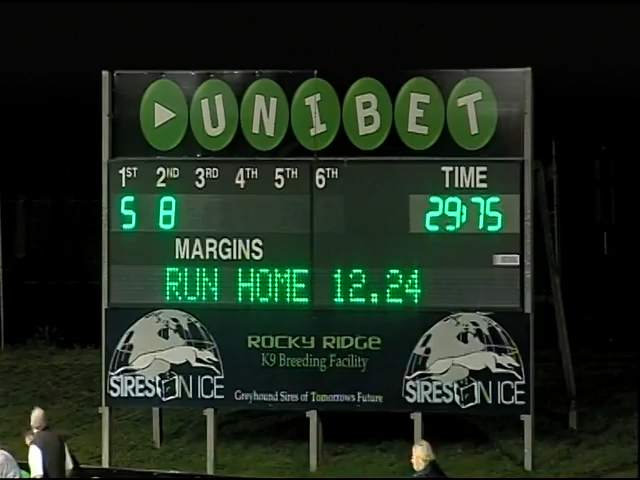 UNIBET
1ST 2ND 3RD 4TH 5TH 6TH TIME
5 8 29:75
MARGINS
RUN HOME 12.24
ROCKY RIDGE
K9 Breeding Facility
SIRES ON ICE SIRES ON ICE
Greyhound Sires of Tomorrows Future